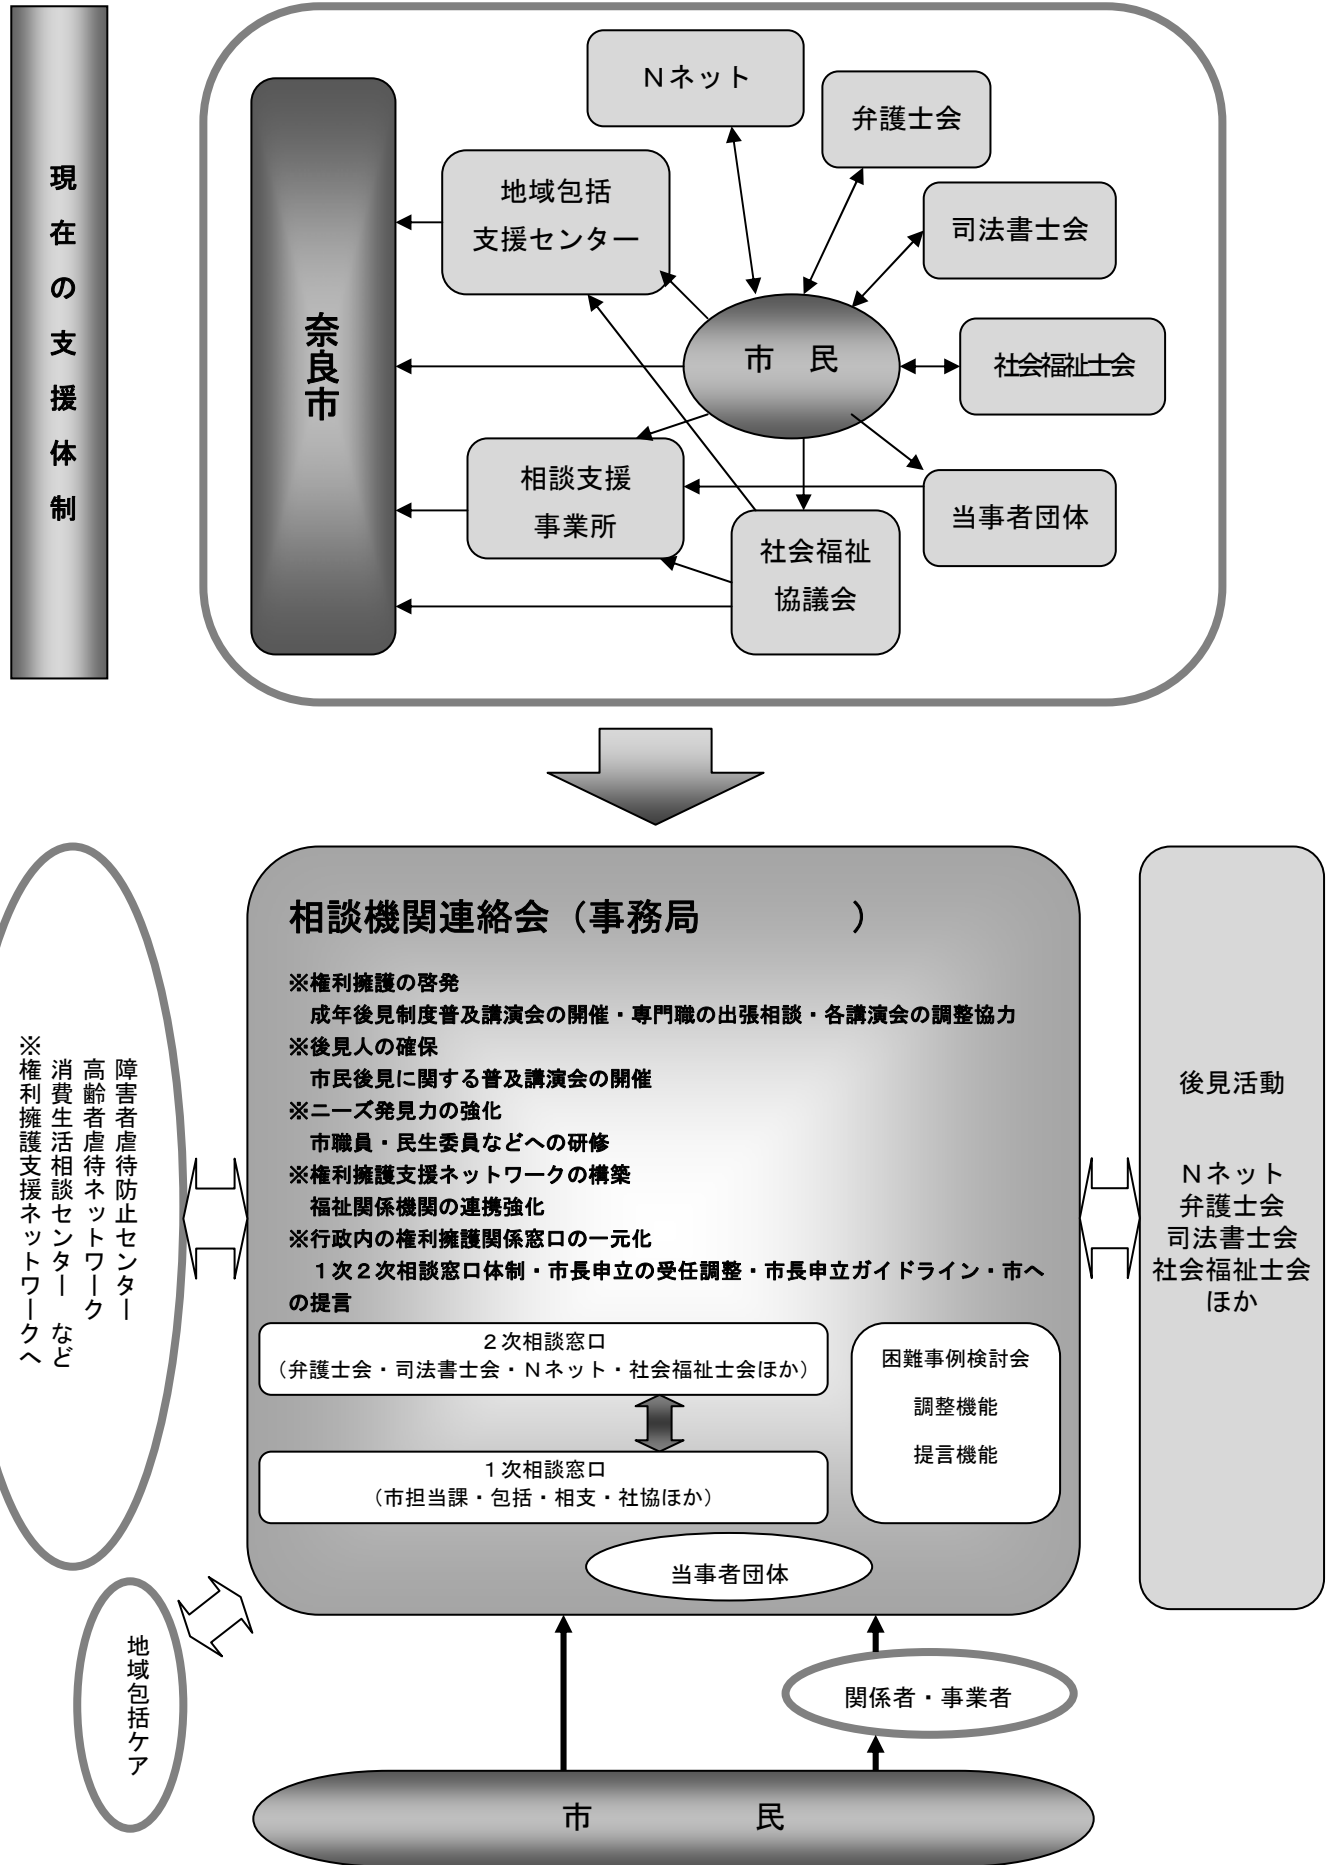 現在の支援体制
奈良市
Ｎネット
弁護士会
地域包括
支援センター
司法書士会
市　民
社会福祉士会
相談支援
事業所
当事者団体
社会福祉
協議会
相談機関連絡会（事務局　　　　）
※権利擁護の啓発
成年後見制度普及講演会の開催・専門職の出張相談・各講演会の調整協力
※後見人の確保
市民後見に関する普及講演会の開催
※ニーズ発見力の強化
市職員・民生委員などへの研修
※権利擁護支援ネットワークの構築
福祉関係機関の連携強化
※行政内の権利擁護関係窓口の一元化
１次２次相談窓口体制・市長申立の受任調整・市長申立ガイドライン・市へ
の提言
２次相談窓口
（弁護士会・司法書士会・Ｎネット・社会福祉士会ほか）
１次相談窓口
（市担当課・包括・相支・社協ほか）
困難事例検討会
調整機能
提言機能
当事者団体
障害者虐待防止センター
高齢者虐待ネットワーク
消費生活相談センター　など
※権利擁護支援ネットワークへ
後見活動
Ｎネット
弁護士会
司法書士会
社会福祉士会
ほか
地域包括ケア
関係者・事業者
市　　　　　民